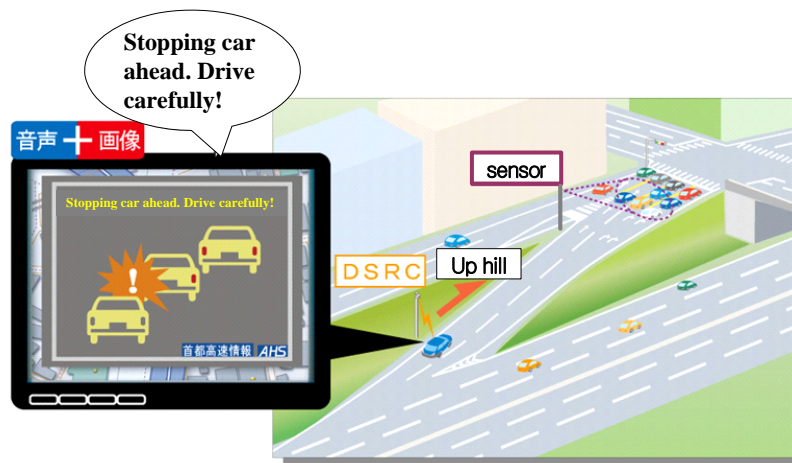 Stopping car
ahead. Drive
carefully!
音声+画像
Stopping car ahead. Drive carefully!
!
首都高速情報 AHS
sensor
DSRC
Up hill